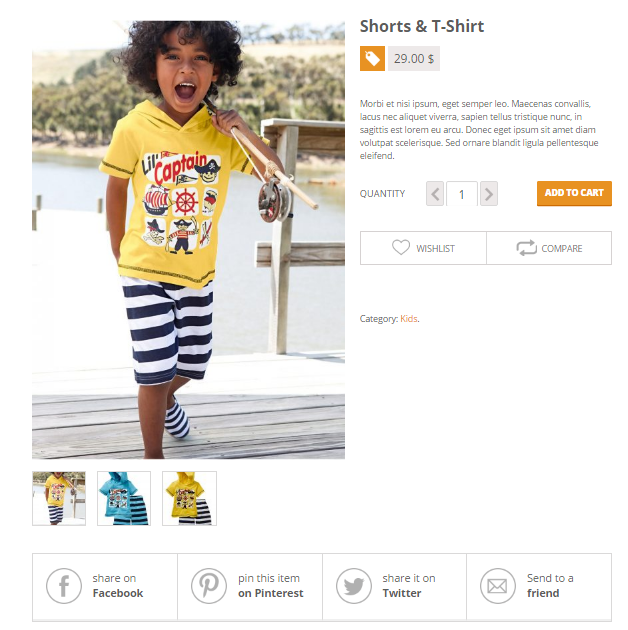 Shorts & T-Shirt
29.00 $
Morbi et nisi ipsum, eget semper leo. Maecenas convallis,
lacus nec aliquet viverra, sapien tellus tristique nunc, in
sagittis est lorem eu arcu. Donec eget ipsum sit amet diam
volutpat scelerisque. Sed ornare blandit ligula pellentesque
eleifend.
QUANTITY 1 ADD TO CART
WISHLIST COMPARE
Category: Kids.
Lil' Captain
share on
Facebook
pin this item
on Pinterest
share it on
Twitter
Send to a
friend